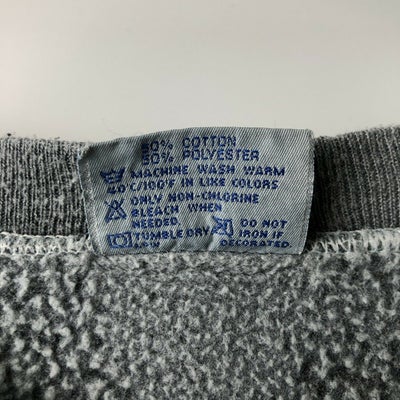 50% COTTON
50% POLYESTER
MACHINE WASH WARM
40°C/100°F IN LIKE COLORS
ONLY NON-CHLORINE
BLEACH WHEN
NEEDED.
TUMBLE DRY DO NOT
LOW IRON IF
DECORATED.